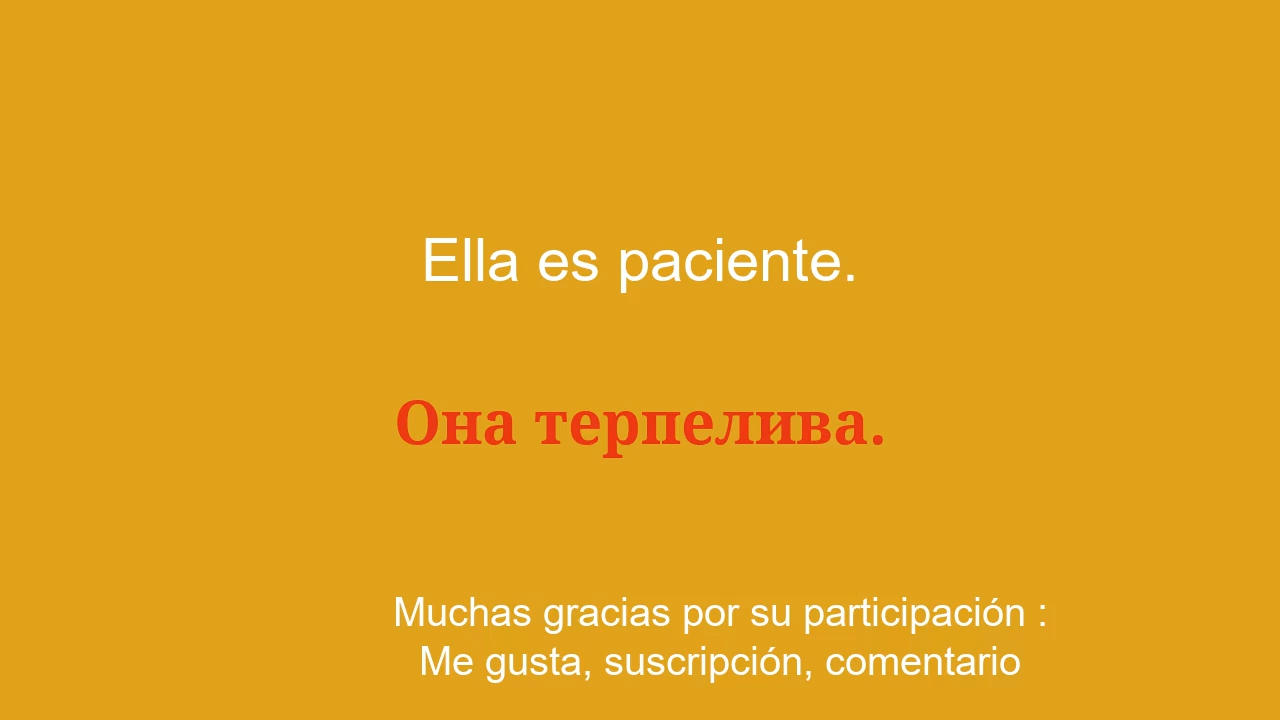 Ella es paciente.
Она терпелива.
Muchas gracias por su participación :
Me gusta, suscripción, comentario